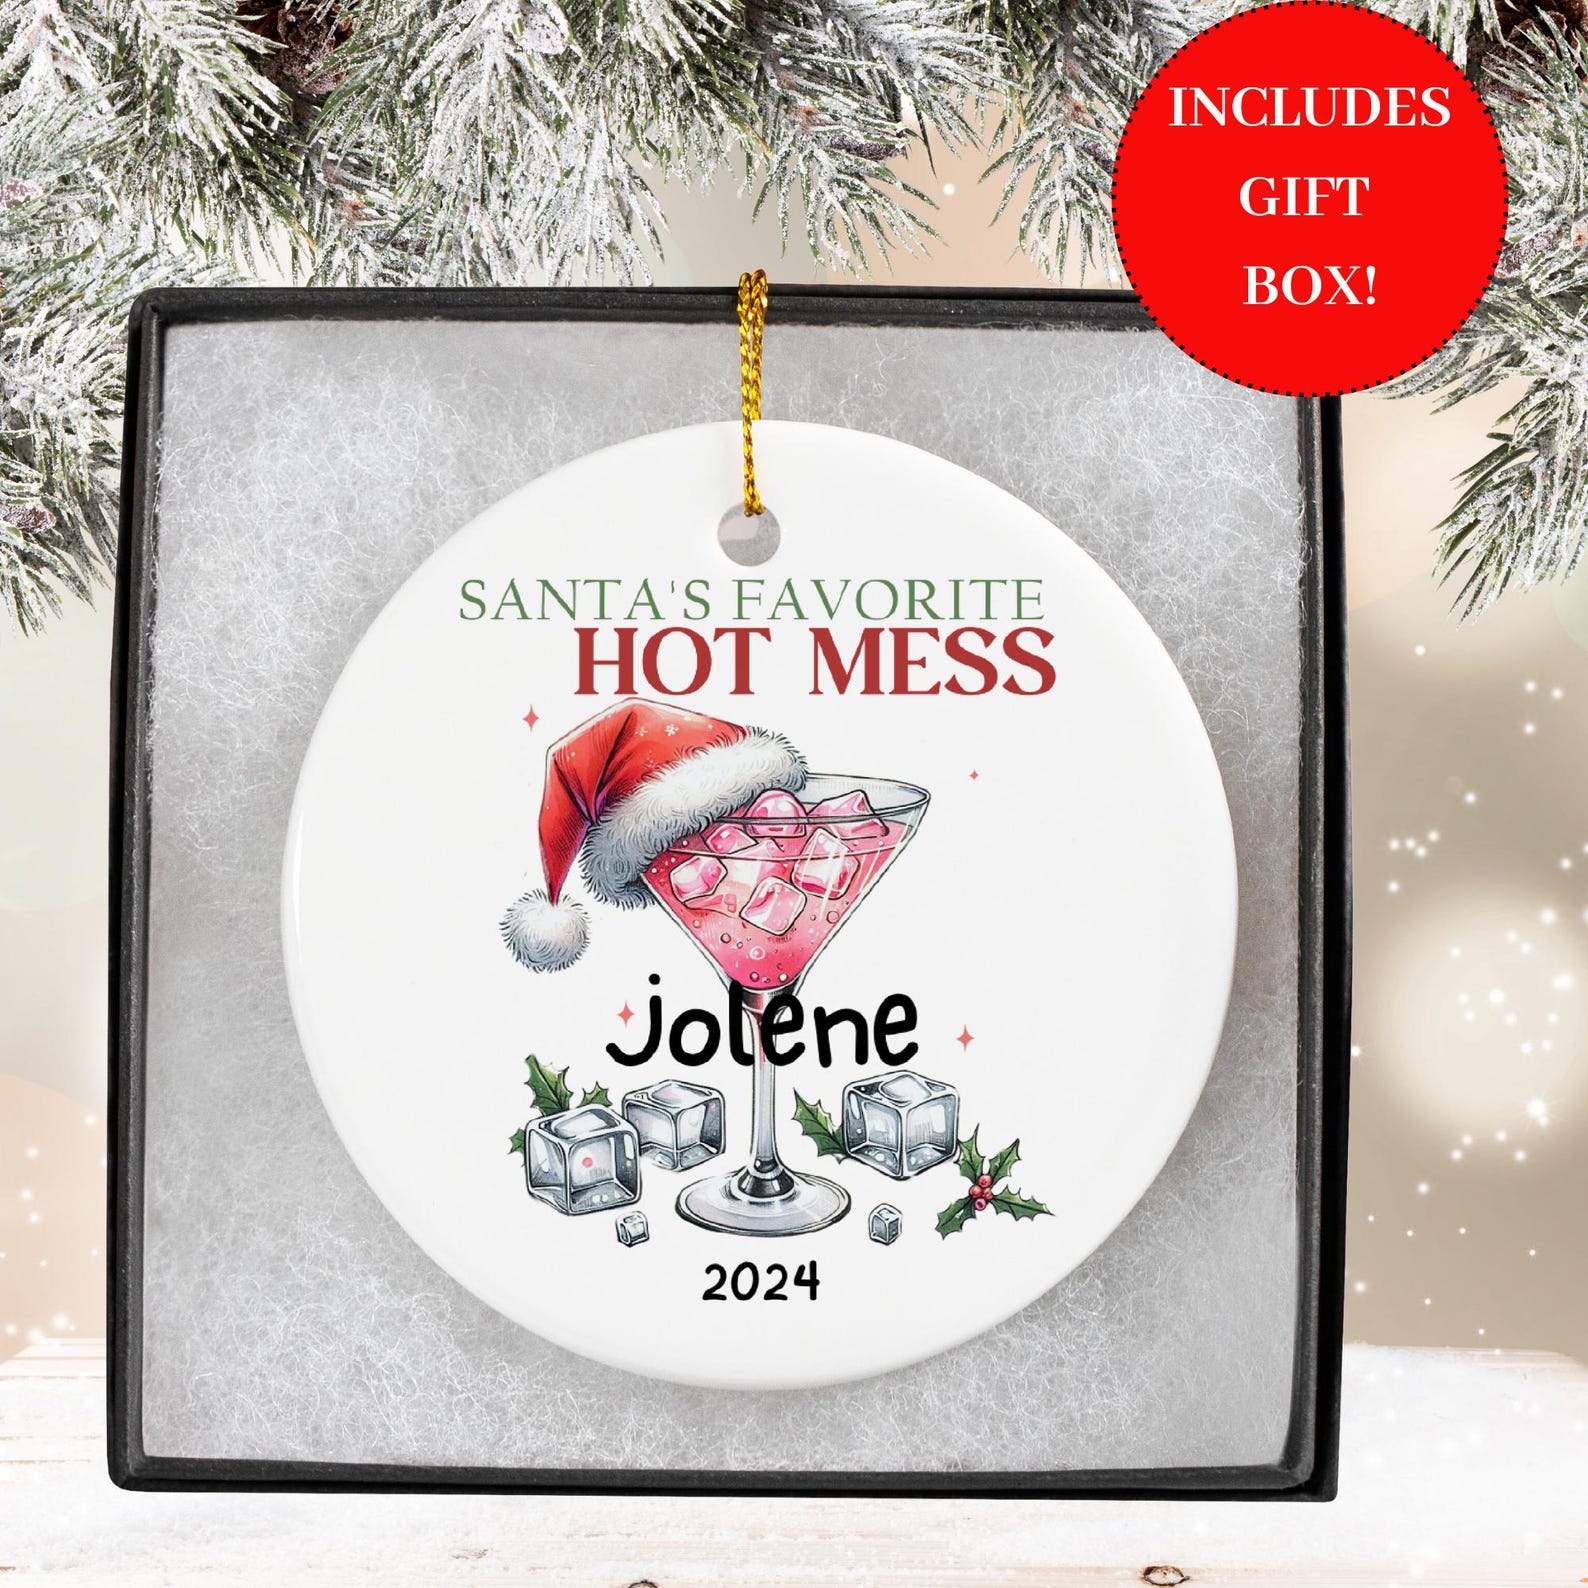 INCLUDES
GIFT
BOX!
SANTA'S FAVORITE
HOT MESS
jolene
2024